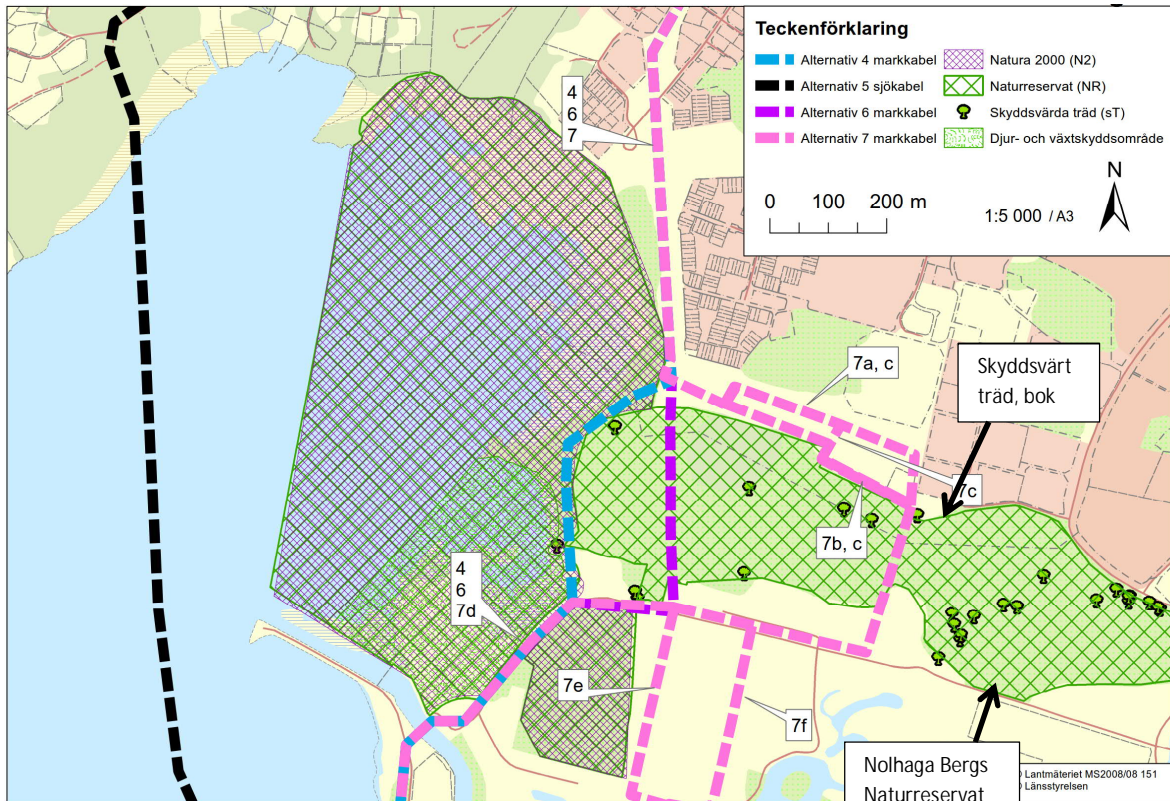 Teckenförklaring
Alternativ 4 markkabel
Natura 2000 (N2)
Alternativ 5 sjökabel
Naturreservat (NR)
Alternativ 6 markkabel
Skyddsvärda träd (sT)
Alternativ 7 markkabel
Djur- och växtskyddsområde
N
0 100 200 m
1:5 000 / A3
4
6
7
7a, c
Skyddsvärt
träd, bok
7c
7b, c
4
6
7d
7e
7f
Nolhaga Bergs
Naturreservat
Lantmäteriet MS2008/08 151
Länsstyrelsen